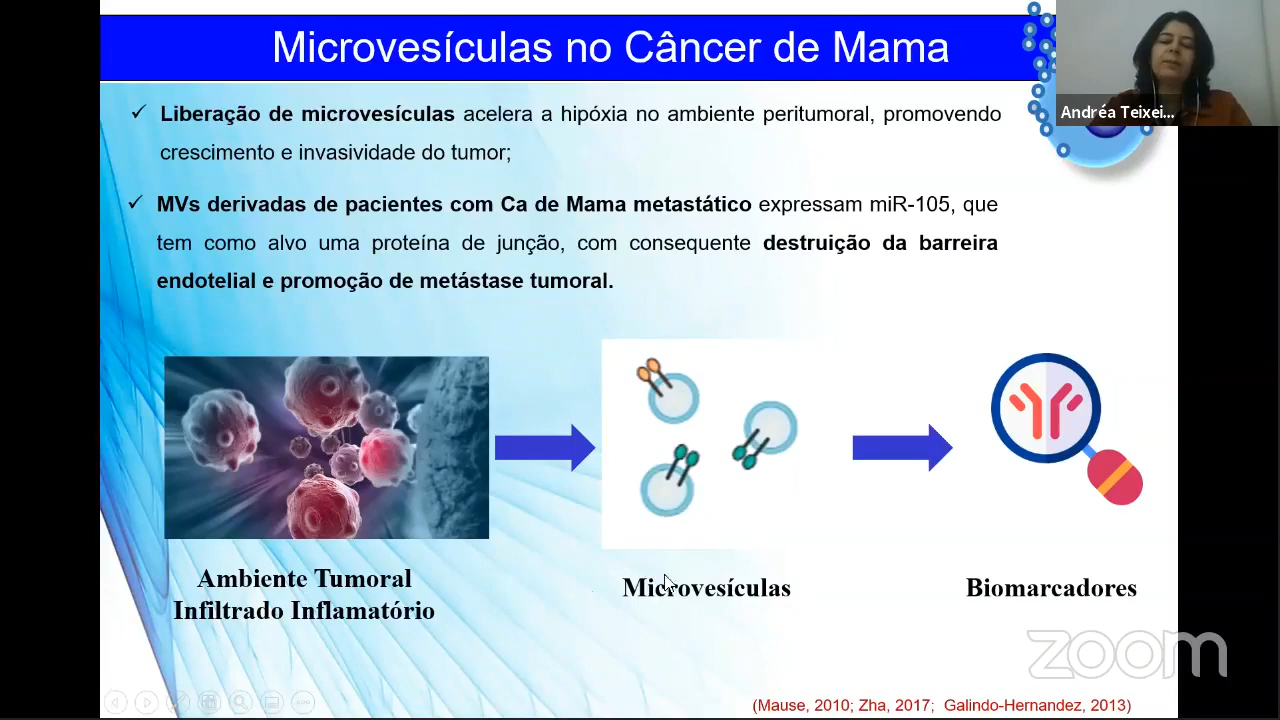 Microvesículas no Câncer de Mama
Andréa Teixei...
✓ Liberação de microvesículas acelera a hipóxia no ambiente peritumoral, promovendo
crescimento e invasividade do tumor;
✓ MVs derivadas de pacientes com Ca de Mama metastático expressam miR-105, que
tem como alvo uma proteína de junção, com consequente destruição da barreira
endotelial e promoção de metástase tumoral.
Ambiente Tumoral
Infiltrado Inflamatório
Microvesículas
Biomarcadores
zoom
(Mause, 2010; Zha, 2017; Galindo-Hernandez, 2013)